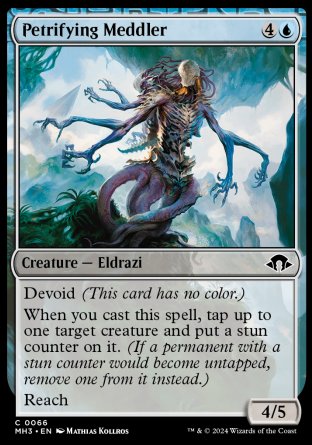 Petrifying Meddler 4
Creature — Eldrazi
Devoid (This card has no color.)
When you cast this spell, tap up to
one target creature and put a stun
counter on it. (If a permanent with a
stun counter would become untapped,
remove one from it instead.)
Reach
4/5
C 0066
MH3 • EN Mathias Kollros ™ & © 2024 Wizards of the Coast